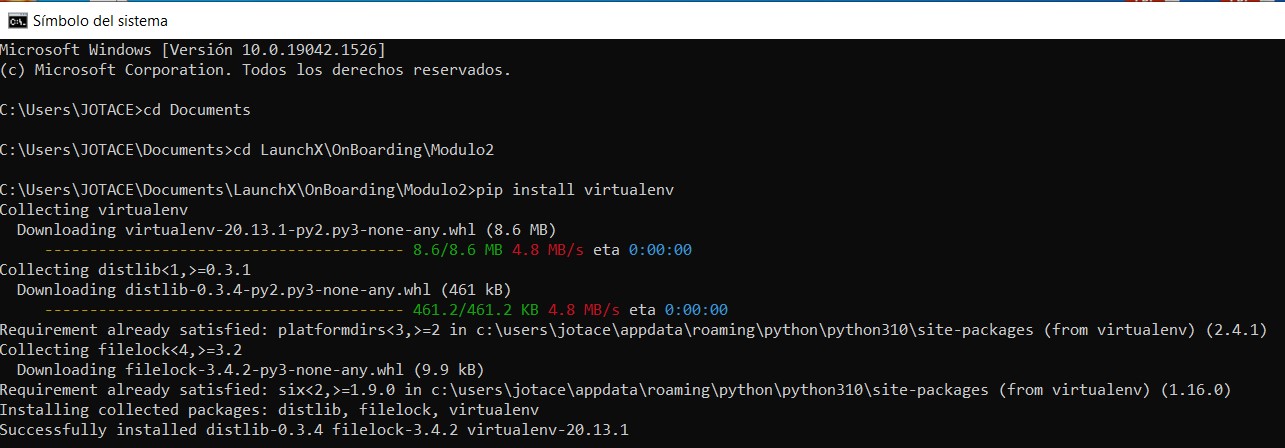 Símbolo del sistema
Microsoft Windows [Versión 10.0.19042.1526]
(c) Microsoft Corporation. Todos los derechos reservados.
C:\Users\JOTACE>cd Documents
C:\Users\JOTACE\Documents>cd LaunchX\OnBoarding\Modulo2
C:\Users\JOTACE\Documents\LaunchX\OnBoarding\Modulo2>pip install virtualenv
Collecting virtualenv
  Downloading virtualenv-20.13.1-py2.py3-none-any.whl (8.6 MB)
     ---------------------------------------- 8.6/8.6 MB 4.8 MB/s eta 0:00:00
Collecting distlib<1,>=0.3.1
  Downloading distlib-0.3.4-py2.py3-none-any.whl (461 kB)
     ---------------------------------------- 461.2/461.2 KB 4.8 MB/s eta 0:00:00
Requirement already satisfied: platformdirs<3,>=2 in c:\users\jotace\appdata\roaming\python\python310\site-packages (from virtualenv) (2.4.1)
Collecting filelock<4,>=3.2
  Downloading filelock-3.4.2-py3-none-any.whl (9.9 kB)
Requirement already satisfied: six<2,>=1.9.0 in c:\users\jotace\appdata\roaming\python\python310\site-packages (from virtualenv) (1.16.0)
Installing collected packages: distlib, filelock, virtualenv
Successfully installed distlib-0.3.4 filelock-3.4.2 virtualenv-20.13.1